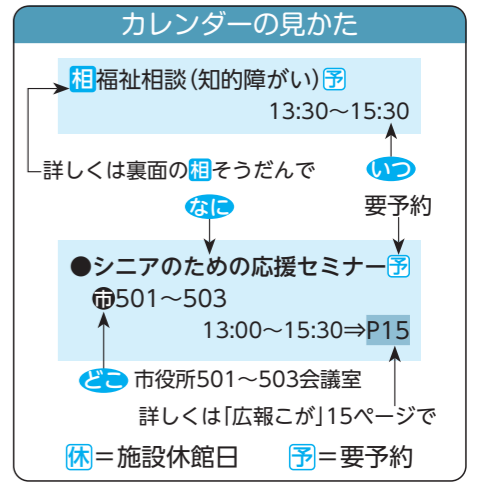 カレンダーの見かた
相福祉相談(知的障がい)予
13:30～15:30
詳しくは裏面の相そうだんで
いつ
なに
要予約
●シニアのための応援セミナー予
市501～503
13:00～15:30⇒P15
どこ 市役所501～503会議室
詳しくは「広報こが」15ページで
休＝施設休館日 予＝要予約